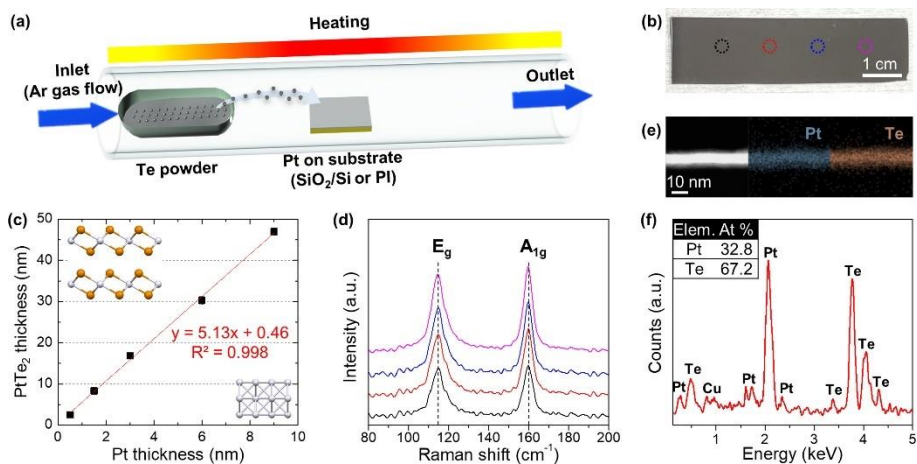 (a)
Heating
Inlet
(Ar gas flow)
Outlet
Te powder
Pt on substrate
(SiO₂/Si or PI)
(b)
1 cm
(e)
Pt
Te
10 nm
(c)
PtTe₂ thickness (nm)
50
40
30
20
10
0
y = 5.13x + 0.46
R² = 0.998
0 2 4 6 8 10
Pt thickness (nm)
(d)
Intensity (a.u.)
E_g
A_1g
80 100 120 140 160 180 200
Raman shift (cm⁻¹)
(f)
Counts (a.u.)
Elem. At %
Pt 32.8
Te 67.2
Pt
Te
Cu
Pt
Pt
Pt
Te
Te
Te
Te
1 2 3 4 5
Energy (keV)